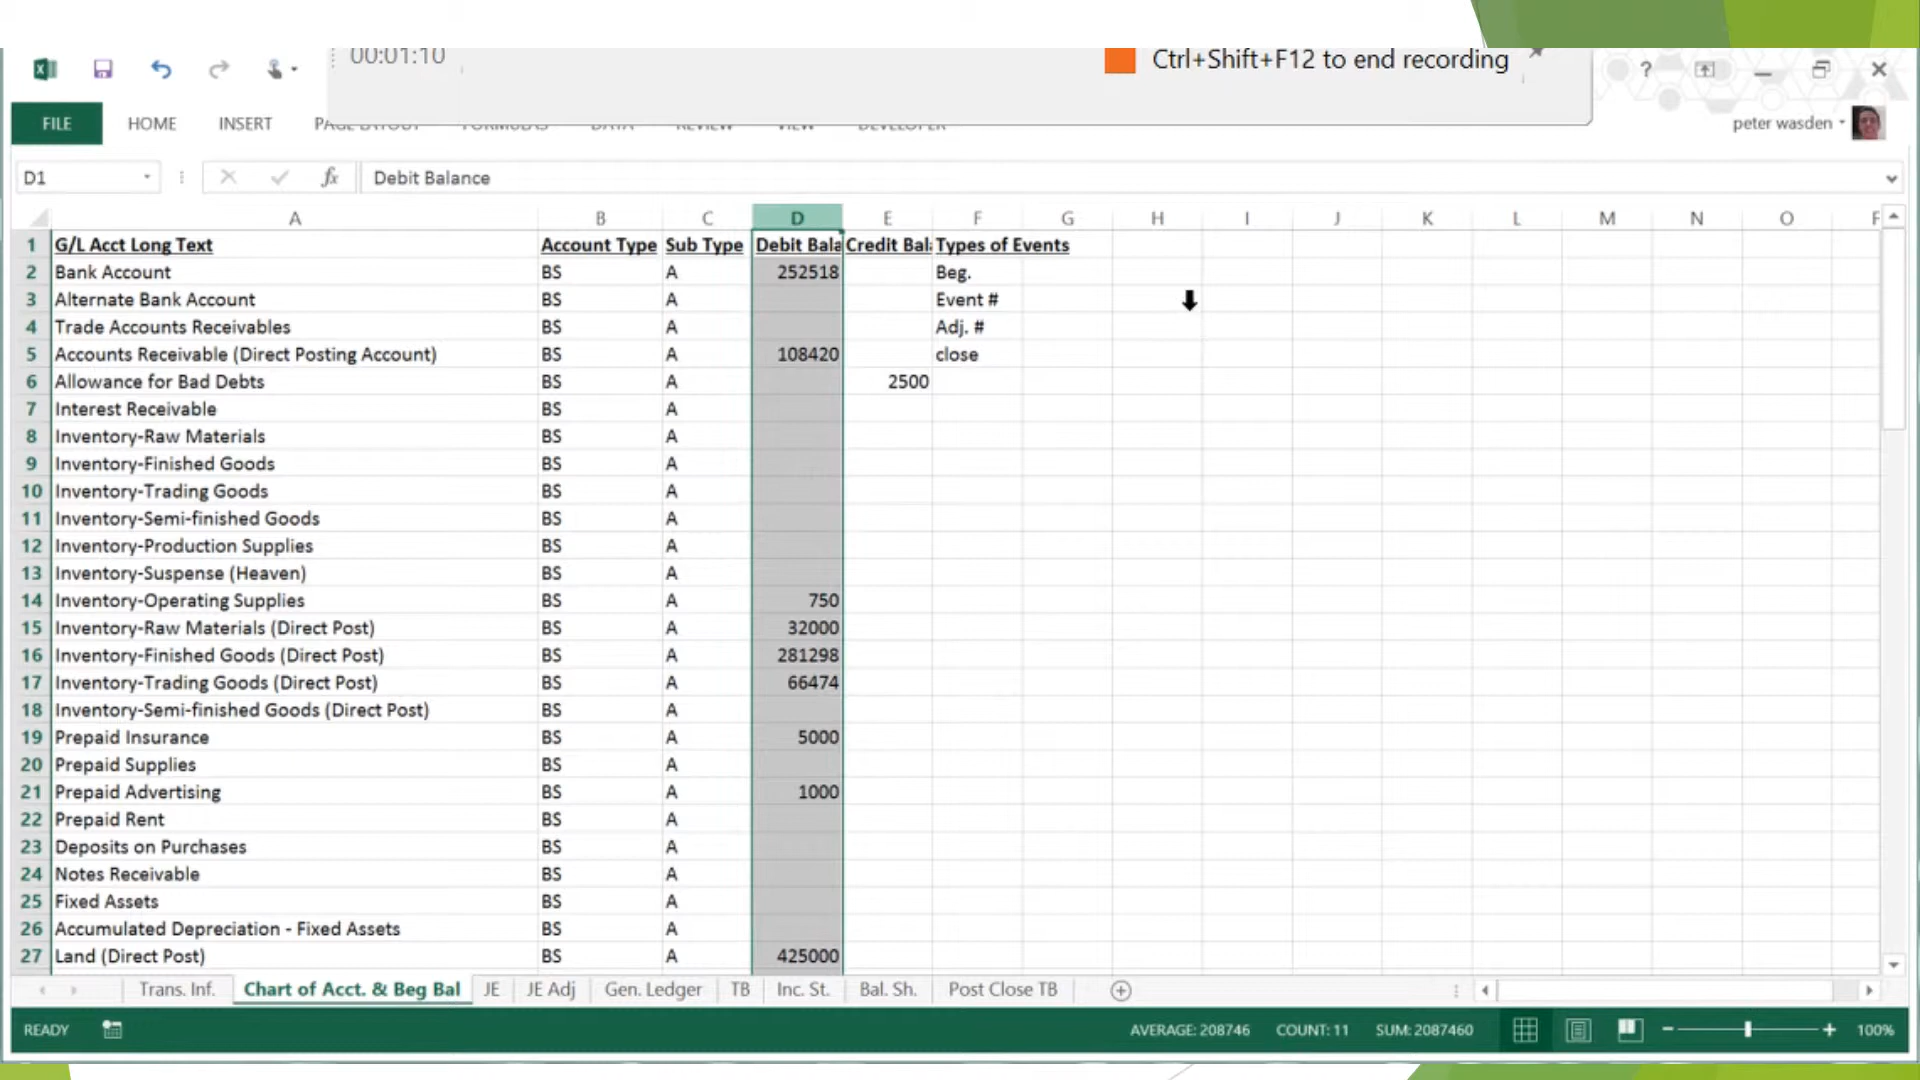 00:01:10
Ctrl+Shift+F12 to end recording
?
FILE HOME INSERT PAGE LAYOUT FORMULAS DATA REVIEW VIEW DEVELOPER
peter wasden
D1 fx Debit Balance
A B C D E F G H I J K L M N O
1 G/L Acct Long Text Account Type Sub Type Debit Bala Credit Bal Types of Events
2 Bank Account BS A 252518 Beg.
3 Alternate Bank Account BS A Event #
4 Trade Accounts Receivables BS A Adj. #
5 Accounts Receivable (Direct Posting Account) BS A 108420 close
6 Allowance for Bad Debts BS A 2500
7 Interest Receivable BS A
8 Inventory-Raw Materials BS A
9 Inventory-Finished Goods BS A
10 Inventory-Trading Goods BS A
11 Inventory-Semi-finished Goods BS A
12 Inventory-Production Supplies BS A
13 Inventory-Suspense (Heaven) BS A
14 Inventory-Operating Supplies BS A 750
15 Inventory-Raw Materials (Direct Post) BS A 32000
16 Inventory-Finished Goods (Direct Post) BS A 281298
17 Inventory-Trading Goods (Direct Post) BS A 66474
18 Inventory-Semi-finished Goods (Direct Post) BS A
19 Prepaid Insurance BS A 5000
20 Prepaid Supplies BS A
21 Prepaid Advertising BS A 1000
22 Prepaid Rent BS A
23 Deposits on Purchases BS A
24 Notes Receivable BS A
25 Fixed Assets BS A
26 Accumulated Depreciation - Fixed Assets BS A
27 Land (Direct Post) BS A 425000
Trans. Inf. Chart of Acct. & Beg Bal JE JE Adj Gen. Ledger TB Inc. St. Bal. Sh. Post Close TB
READY AVERAGE: 208746 COUNT: 11 SUM: 2087460 100%